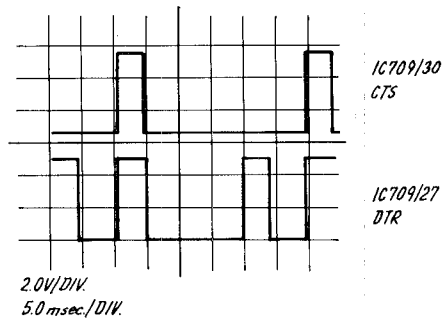 IC709/30
CTS
IC709/27
DTR
2.0V/DIV.
5.0 msec./DIV.